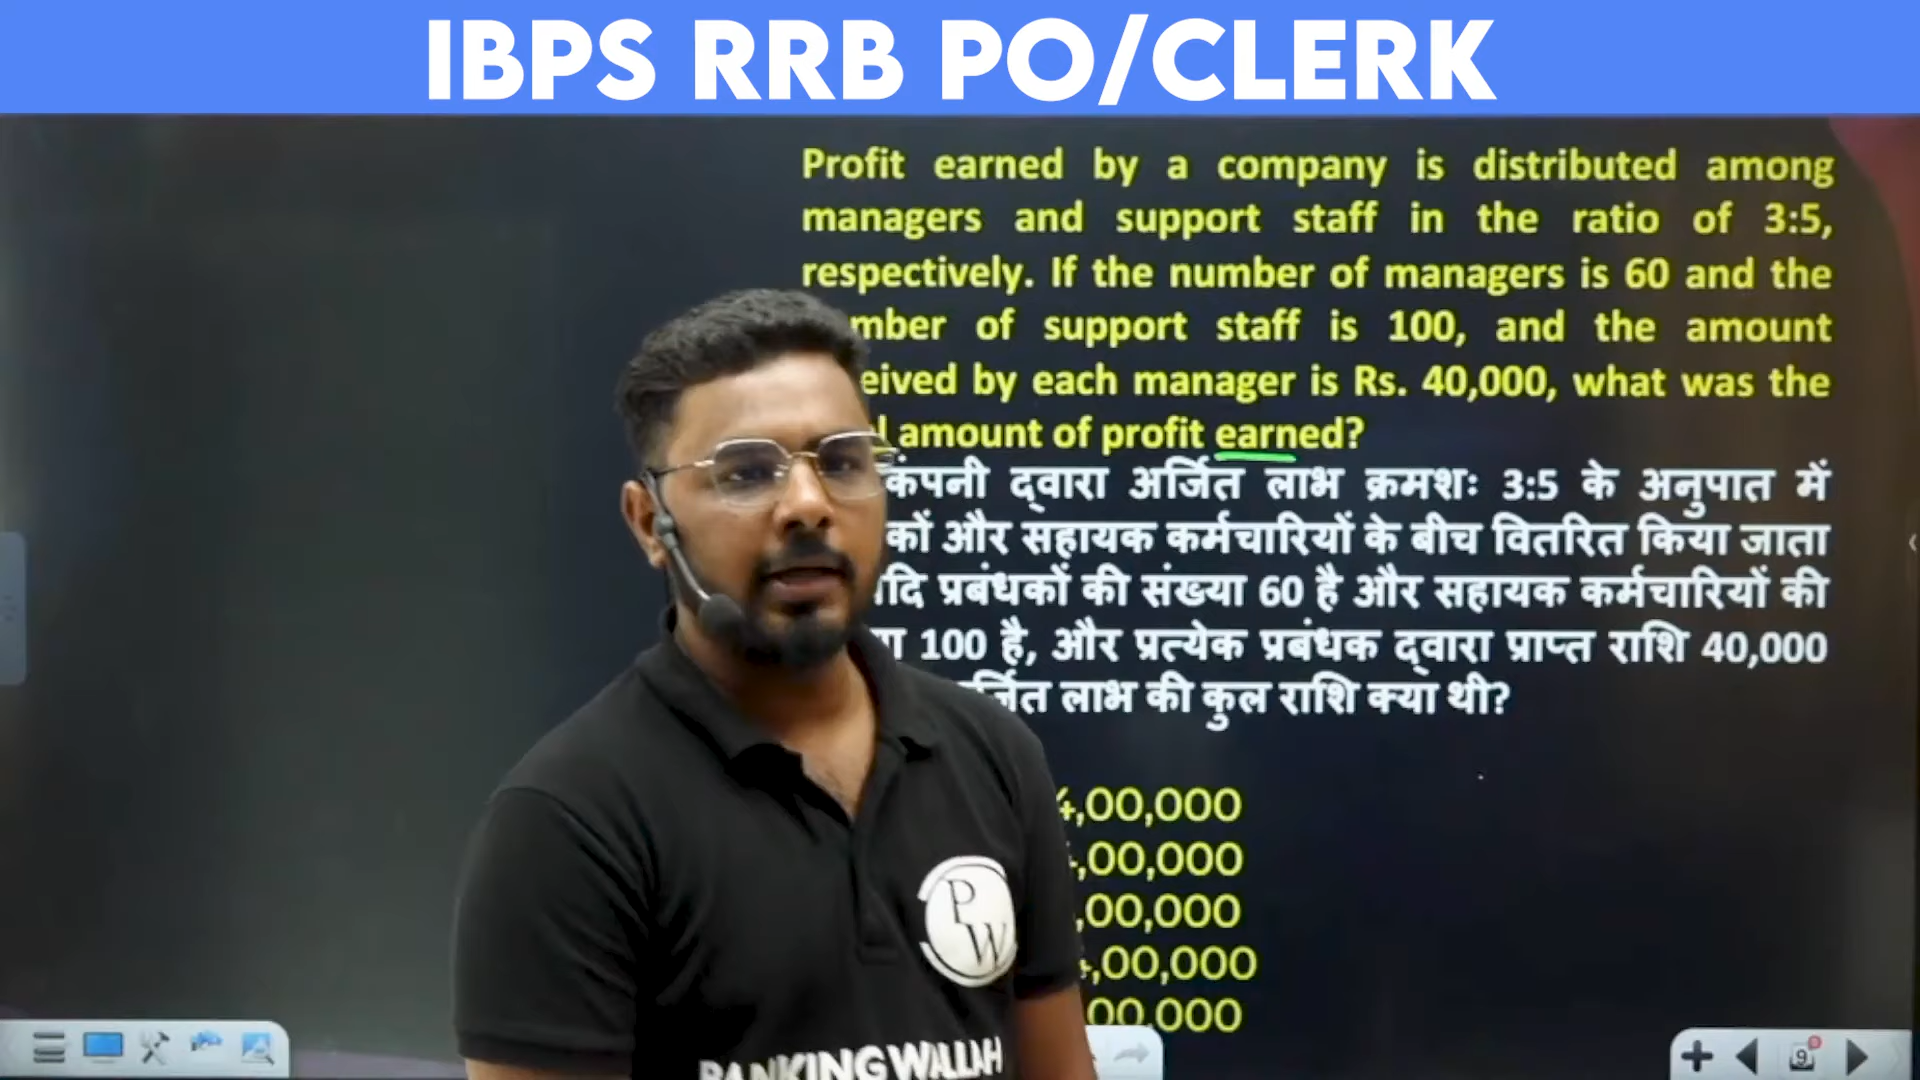 IBPS RRB PO/CLERK
Profit earned by a company is distributed among
managers and support staff in the ratio of 3:5,
respectively. If the number of managers is 60 and the
mber of support staff is 100, and the amount
eived by each manager is Rs. 40,000, what was the
l amount of profit earned?
कंपनी द्वारा अर्जित लाभ क्रमशः 3:5 के अनुपात में
कों और सहायक कर्मचारियों के बीच वितरित किया जाता
दि प्रबंधकों की संख्या 60 है और सहायक कर्मचारियों की
100 है, और प्रत्येक प्रबंधक द्वारा प्राप्त राशि 40,000
र्जित लाभ की कुल राशि क्या थी?
4,00,000
,00,000
,00,000
,00,000
00,000
PW
BANKING WALLAH
9